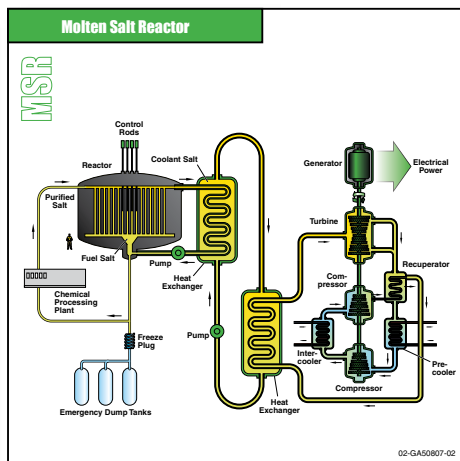 Molten Salt Reactor
MSR
Control
Rods
Reactor
Coolant Salt
Generator
Electrical
Power
Purified
Salt
Turbine
Fuel Salt
Pump
Heat
Exchanger
Recuperator
Com-
pressor
Chemical
Processing
Plant
Pump
Freeze
Plug
Inter-
cooler
Pre-
cooler
Compressor
Emergency Dump Tanks
Heat
Exchanger
02-GA50807-02